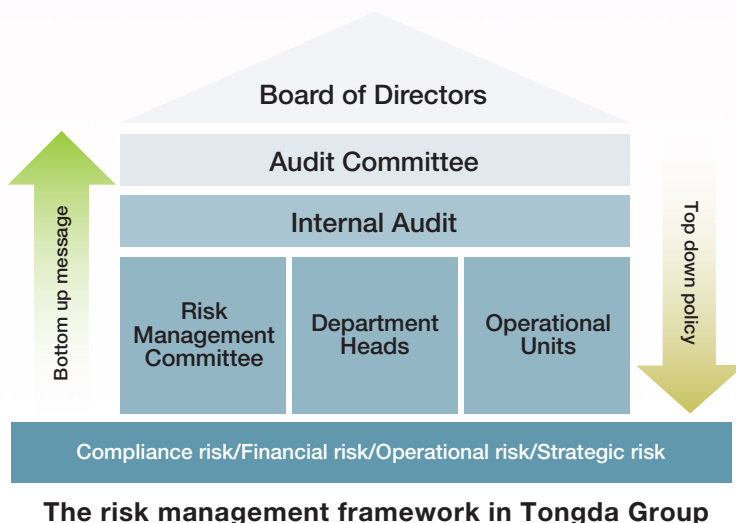 Board of Directors
Audit Committee
Internal Audit
Bottom up message
Top down policy
Risk
Management
Committee
Department
Heads
Operational
Units
Compliance risk/Financial risk/Operational risk/Strategic risk
The risk management framework in Tongda Group